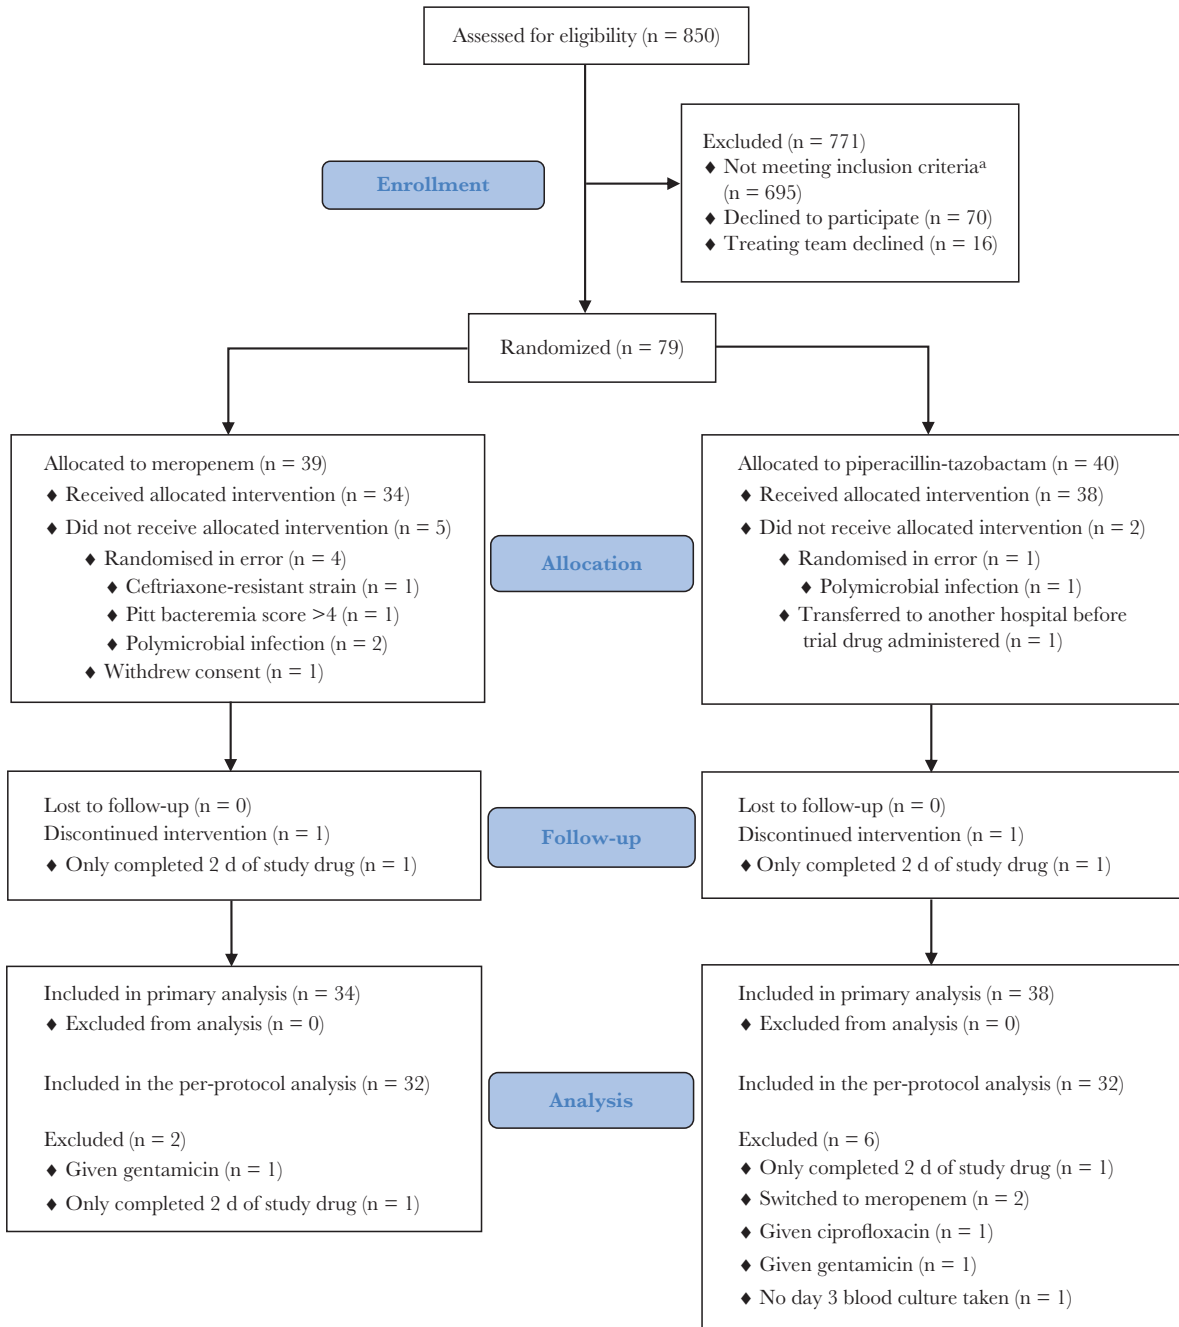 Assessed for eligibility (n = 850)
Excluded (n = 771)
♦ Not meeting inclusion criteriaᵃ
(n = 695)
♦ Declined to participate (n = 70)
♦ Treating team declined (n = 16)
Enrollment
Randomized (n = 79)
Allocated to meropenem (n = 39)
♦ Received allocated intervention (n = 34)
♦ Did not receive allocated intervention (n = 5)
♦ Randomised in error (n = 4)
♦ Ceftriaxone-resistant strain (n = 1)
♦ Pitt bacteremia score >4 (n = 1)
♦ Polymicrobial infection (n = 2)
♦ Withdrew consent (n = 1)
Allocation
Allocated to piperacillin-tazobactam (n = 40)
♦ Received allocated intervention (n = 38)
♦ Did not receive allocated intervention (n = 2)
♦ Randomised in error (n = 1)
♦ Polymicrobial infection (n = 1)
♦ Transferred to another hospital before
trial drug administered (n = 1)
Lost to follow-up (n = 0)
Discontinued intervention (n = 1)
♦ Only completed 2 d of study drug (n = 1)
Follow-up
Lost to follow-up (n = 0)
Discontinued intervention (n = 1)
♦ Only completed 2 d of study drug (n = 1)
Included in primary analysis (n = 34)
♦ Excluded from analysis (n = 0)
Included in the per-protocol analysis (n = 32)
Excluded (n = 2)
♦ Given gentamicin (n = 1)
♦ Only completed 2 d of study drug (n = 1)
Analysis
Included in primary analysis (n = 38)
♦ Excluded from analysis (n = 0)
Included in the per-protocol analysis (n = 32)
Excluded (n = 6)
♦ Only completed 2 d of study drug (n = 1)
♦ Switched to meropenem (n = 2)
♦ Given ciprofloxacin (n = 1)
♦ Given gentamicin (n = 1)
♦ No day 3 blood culture taken (n = 1)